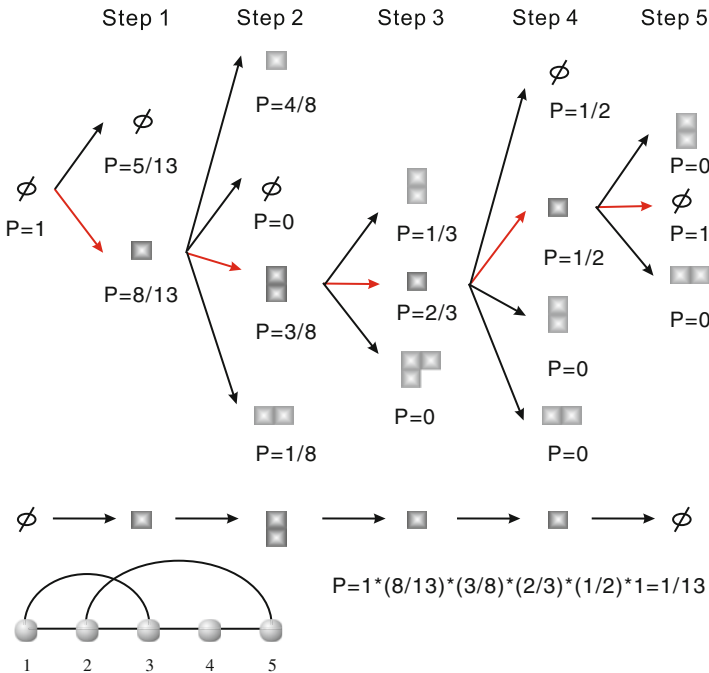 Step 1 Step 2 Step 3 Step 4 Step 5
∅ P=1
∅ P=5/13
P=8/13
P=4/8
∅ P=0
P=3/8
P=1/8
P=1/3
P=2/3
P=0
∅ P=1/2
P=1/2
P=0
P=0
P=0
∅ P=1
P=0
∅ ∅
P=1*(8/13)*(3/8)*(2/3)*(1/2)*1=1/13
1 2 3 4 5